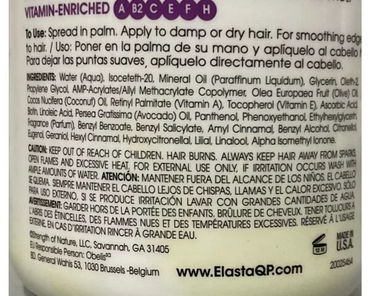 VITAMIN-ENRICHED A B2 C E F H
To Use: Spread in palm. Apply to damp or dry hair. For smoothing edges
to hair. / Uso: Poner en la palma de su mano y aplíquelo al cabello
Para dejar las puntas suaves, aplíquelo directamente al cabello.
INGREDIENTS: Water (Aqua), Isoceteth-20, Mineral Oil (Paraffinum Liquidum), Glycerin, Oleth-2
Propylene Glycol, AMP-Acrylates/Allyl Methacrylate Copolymer, Olea Europaea Fruit (Olive) Oil,
Cocos Nucifera (Coconut) Oil, Retinyl Palmitate (Vitamin A), Tocopherol (Vitamin E), Ascorbic Acid,
Biotin, Linoleic Acid, Persea Gratissima (Avocado) Oil, Panthenol, Phenoxyethanol, Ethylhexylglycerin,
Fragrance (Parfum), Benzyl Benzoate, Benzyl Salicylate, Amyl Cinnamal, Benzyl Alcohol, Citronellol,
Eugenol, Geraniol, Hexyl Cinnamal, Hydroxycitronellal, Lilial, Linalool, Alpha Isomethyl Ionone.
CAUTION: KEEP OUT OF REACH OF CHILDREN. HAIR BURNS. ALWAYS KEEP HAIR AWAY FROM SPARKS,
OPEN FLAMES AND EXCESSIVE HEAT, FOR EXTERNAL USE ONLY, IF IRRITATION OCCURS WASH WITH
AMPLE AMOUNTS OF WATER. ATENCIÓN: MANTENER FUERA DEL ALCANCE DE LOS NIÑOS. EL CABELLO
SE QUEMA. SIEMPRE MANTENER EL CABELLO LEJOS DE CHISPAS, LLAMAS Y EL CALOR EXCESIVO. SÓLO
PARA USO EXTERNO. SI SE PRODUCE IRRITACIÓN LAVAR CON GRANDES CANTIDADES DE AGUA.
AVERTISSEMENT: GARDER HORS DE LA PORTÉE DES ENFANTS. BRÛLURE DE CHEVEUX. TENER TOUJOURS
L'ABRIS DES ÉTINCELLES, DES FLAMMES NUES ET DES TEMPÉRATURES EXCESSIVES. RÉSERVÉ À L'USAGE
EXTERNE. EN CAS D'IRRITATION RINCER À GRANDE EAU.
©Strength of Nature, LLC, Savannah, GA 31405
EU Responsible Person: Obelis
BD. Général Wahis 53, 1030 Brussels -Belgium
www.ElastaQP.com
12 M
MADE IN
U.S.A.